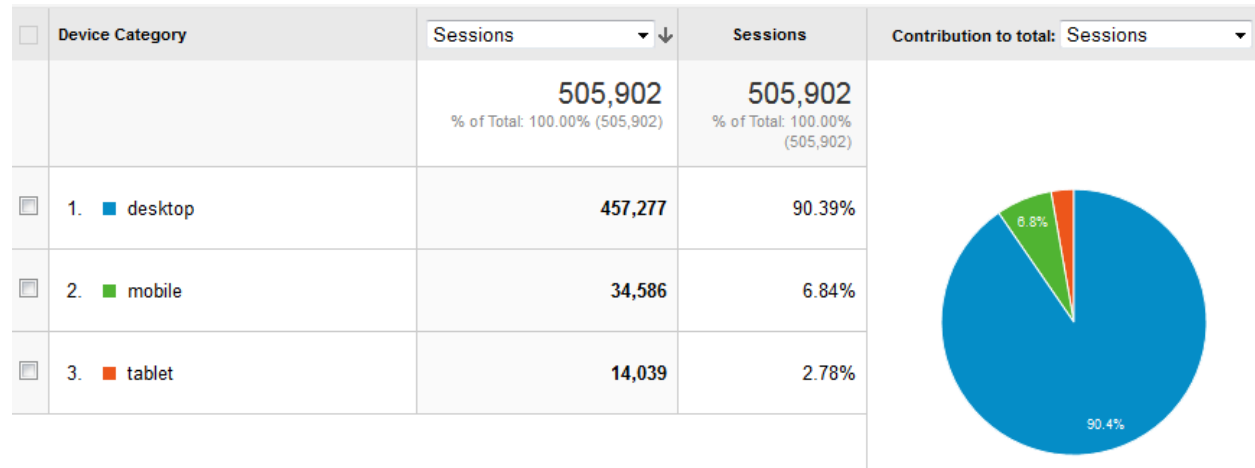 Device Category Sessions Sessions Contribution to total: Sessions
505,902 505,902
% of Total: 100.00% (505,902) % of Total: 100.00%
(505,902)
1. desktop 457,277 90.39%
6.8%
2. mobile 34,586 6.84%
3. tablet 14,039 2.78%
90.4%